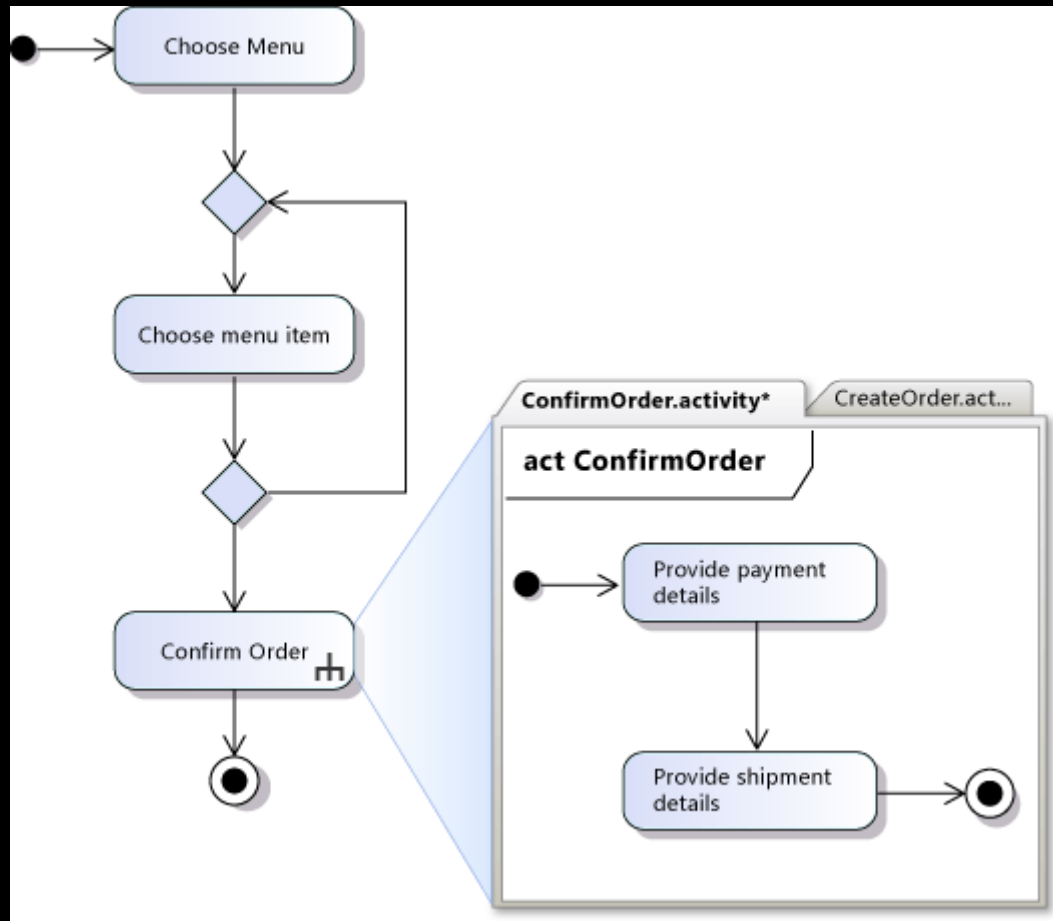 Choose Menu
Choose menu item
Confirm Order
ConfirmOrder.activity*
CreateOrder.act...
act ConfirmOrder
Provide payment
details
Provide shipment
details